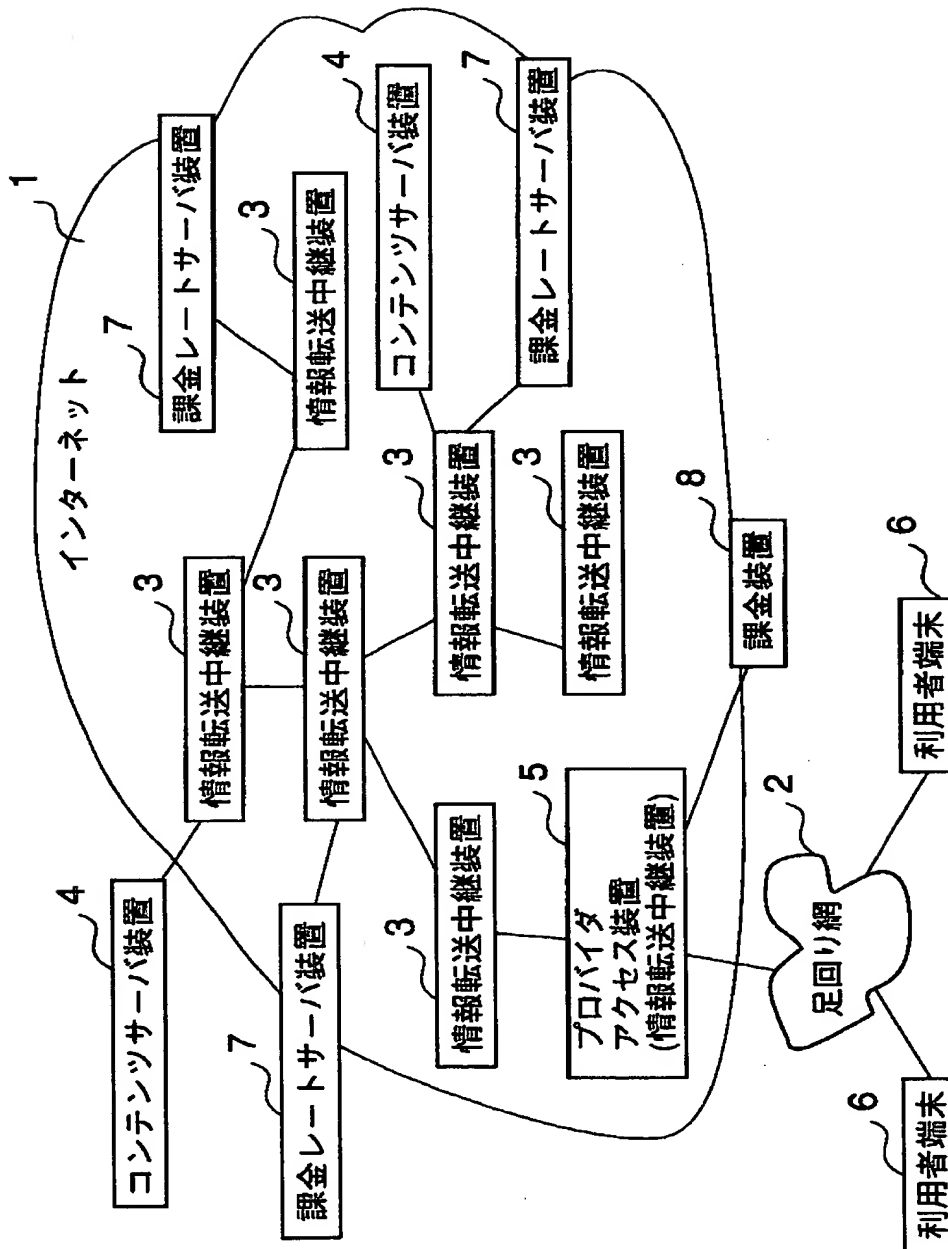 1
インターネット
4
コンテンツサーバ装置
7
課金レートサーバ装置
3
情報転送中継装置
7
課金レートサーバ装置
3
情報転送中継装置
3
情報転送中継装置
4
コンテンツサーバ装置
3
情報転送中継装置
3
情報転送中継装置
7
課金レートサーバ装置
5
プロバイダ
アクセス装置
(情報転送中継装置)
3
情報転送中継装置
8
課金装置
2
足回り網
6
利用者端末
6
利用者端末